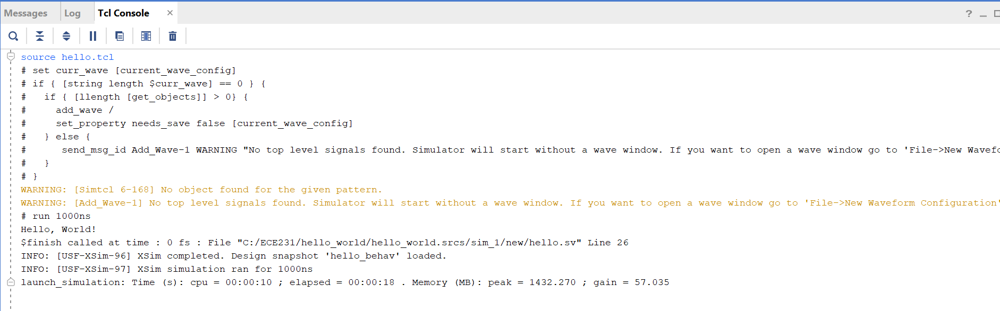 Messages Log Tcl Console ×
?
source hello.tcl
# set curr_wave [current_wave_config]
# if { [string length $curr_wave] == 0 } {
#   if { [llength [get_objects]] > 0} {
#     add_wave /
#     set_property needs_save false [current_wave_config]
#   } else {
#      send_msg_id Add_Wave-1 WARNING "No top level signals found. Simulator will start without a wave window. If you want to open a wave window go to 'File->New
#   }
# }
WARNING: [Simtcl 6-168] No object found for the given pattern.
WARNING: [Add_Wave-1] No top level signals found. Simulator will start without a wave window. If you want to open a wave window go to 'File->New Waveform Configuration'
# run 1000ns
Hello, World!
$finish called at time : 0 fs : File "C:/ECE231/hello_world/hello_world.srcs/sim_1/new/hello.sv" Line 26
INFO: [USF-XSim-96] XSim completed. Design snapshot 'hello_behav' loaded.
INFO: [USF-XSim-97] XSim simulation ran for 1000ns
launch_simulation: Time (s): cpu = 00:00:10 ; elapsed = 00:00:18 . Memory (MB): peak = 1432.270 ; gain = 57.035